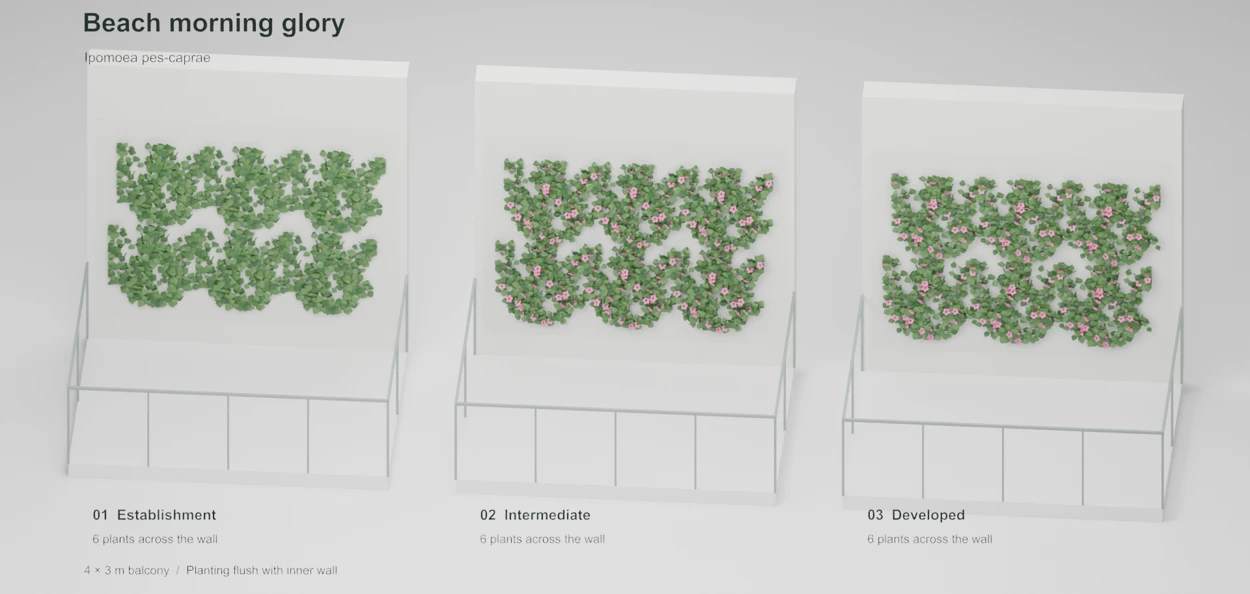 Beach morning glory
Ipomoea pes-caprae
01 Establishment
6 plants across the wall
02 Intermediate
6 plants across the wall
03 Developed
6 plants across the wall
4 × 3 m balcony / Planting flush with inner wall